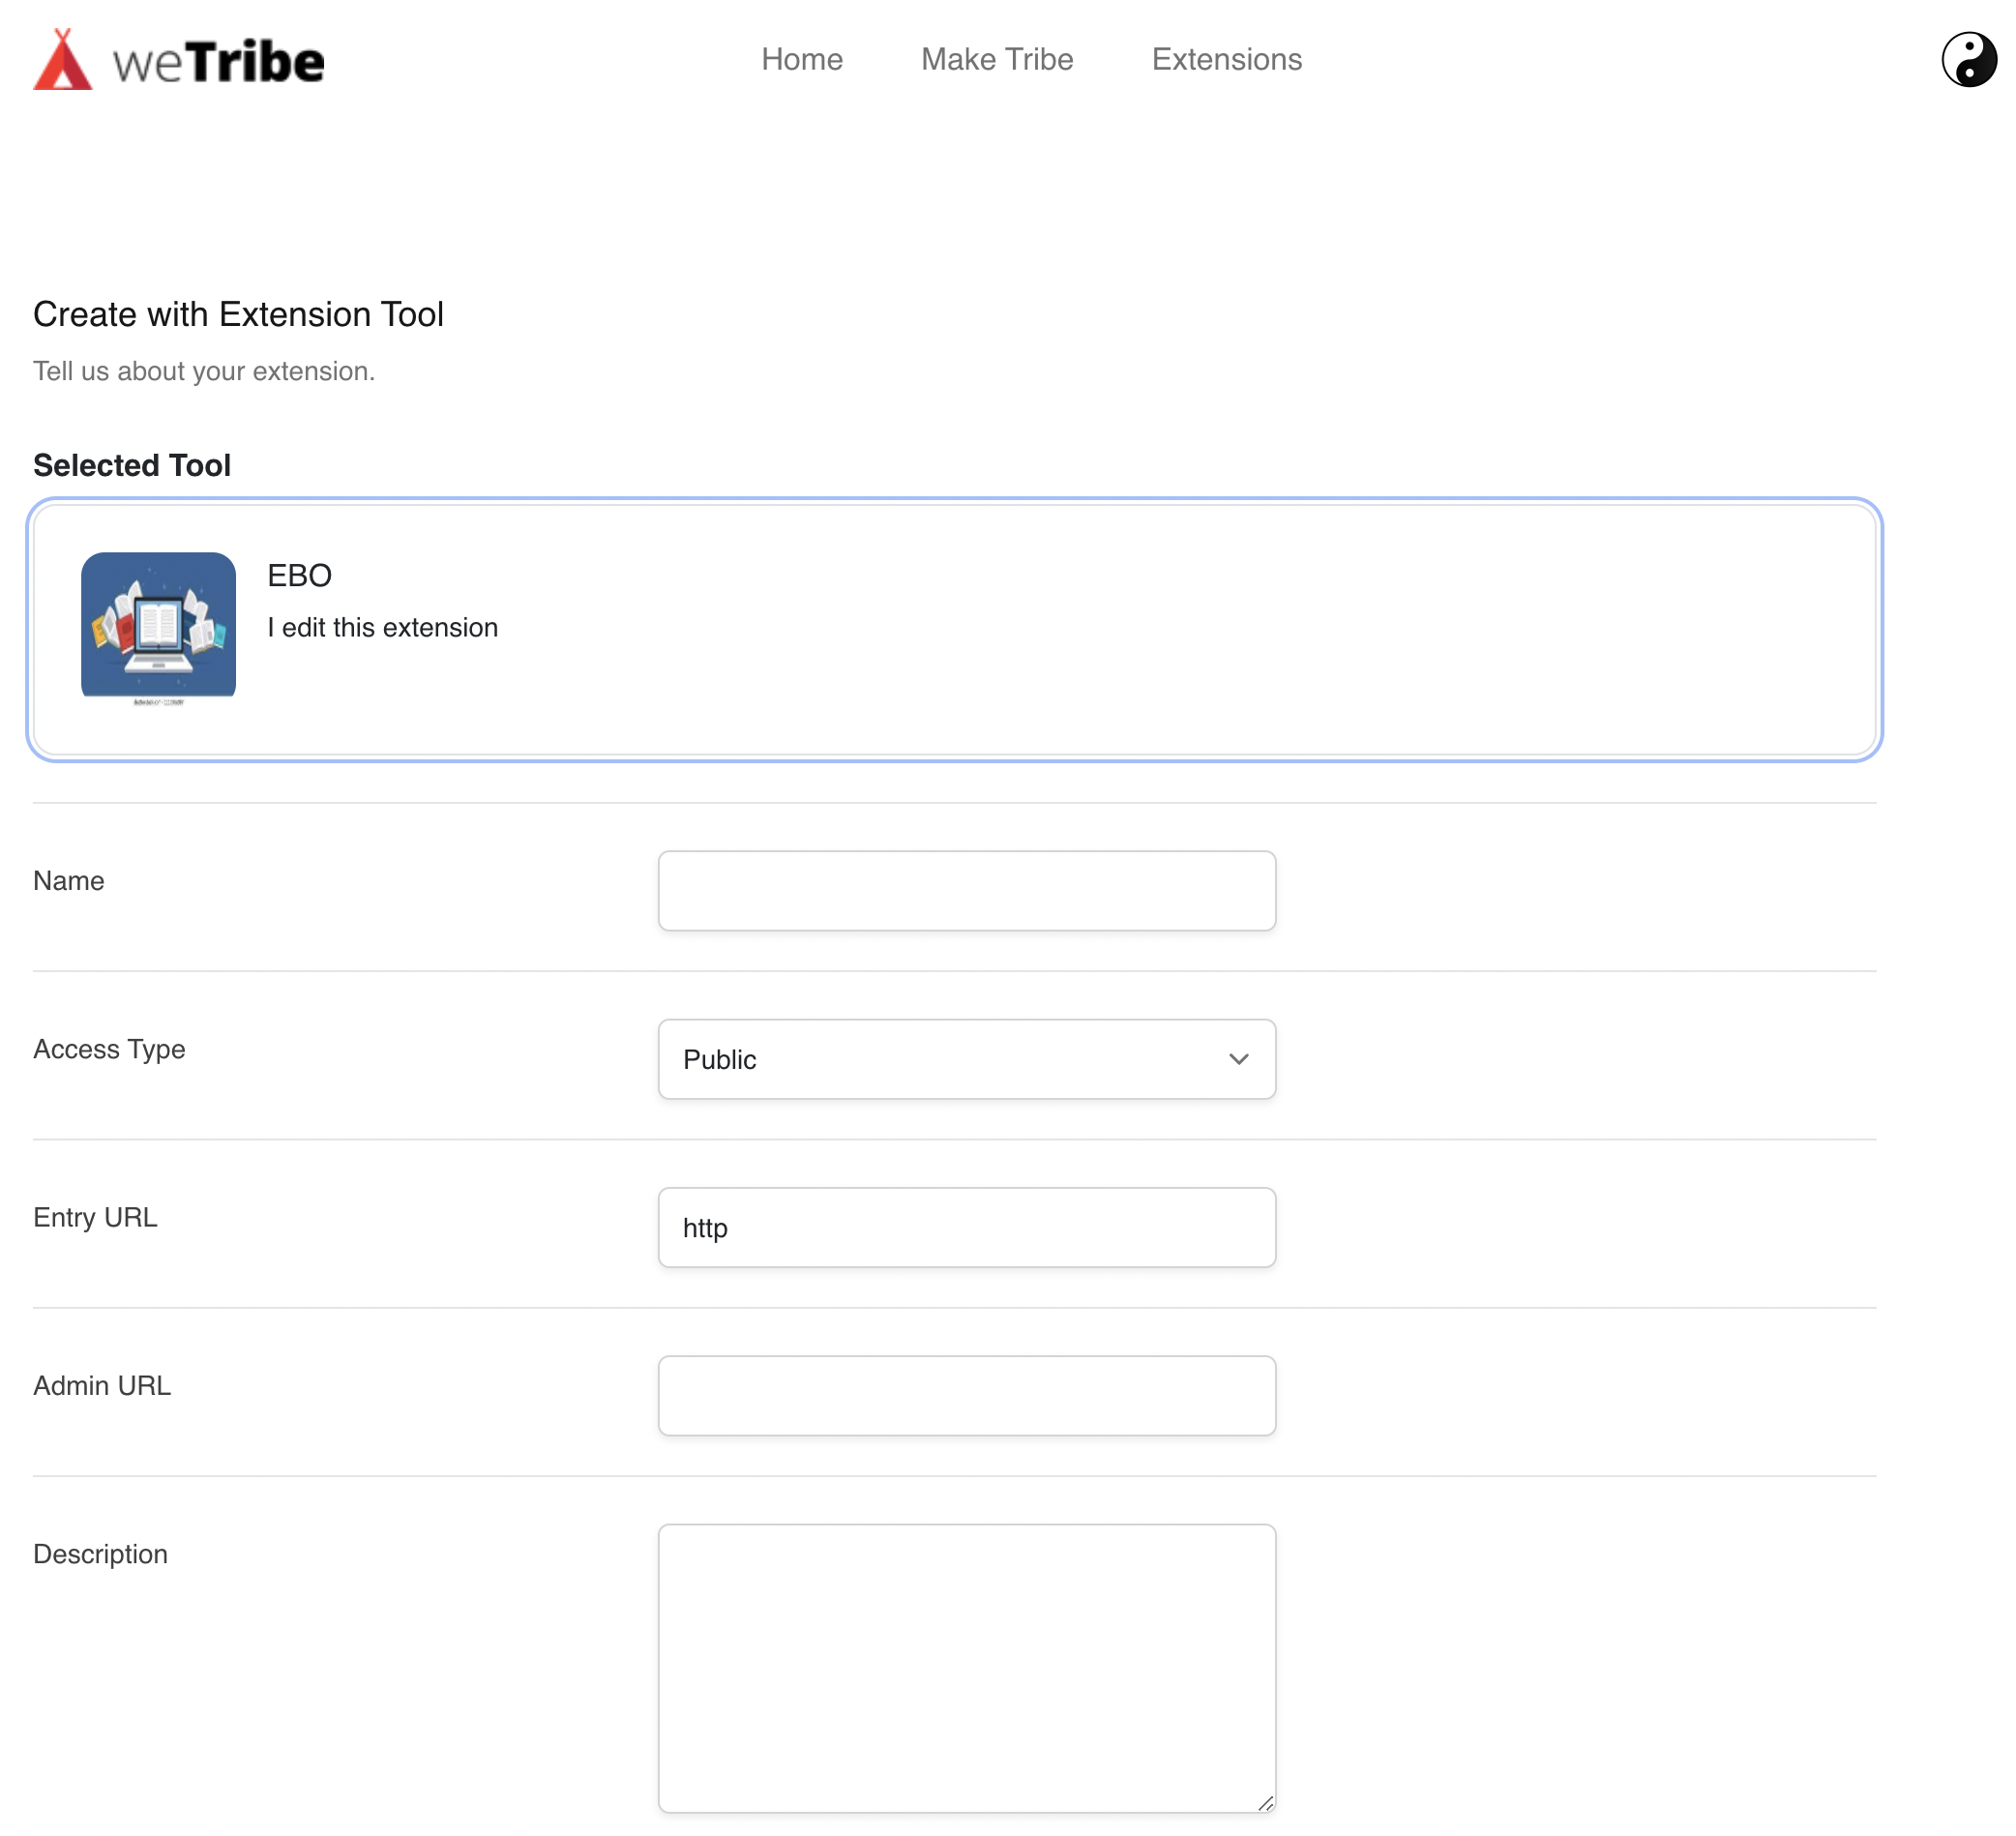 weTribe
Home
Make Tribe
Extensions
Create with Extension Tool
Tell us about your extension.
Selected Tool
EBO
I edit this extension
Name
Access Type
Public
Entry URL
http
Admin URL
Description